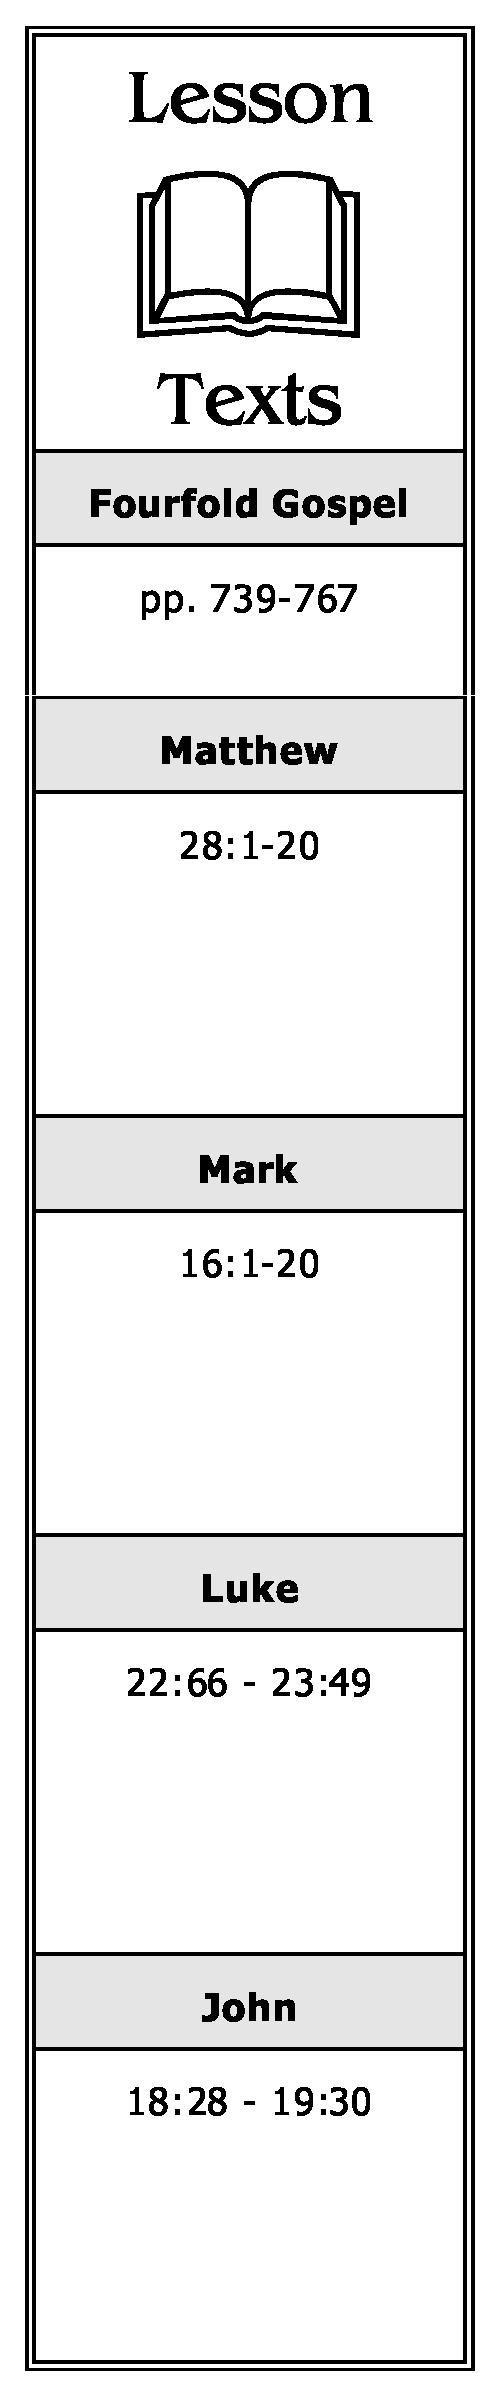 Lesson
Texts
Fourfold Gospel
pp. 739-767
Matthew
28:1-20
Mark
16:1-20
Luke
22:66 - 23:49
John
18:28 - 19:30